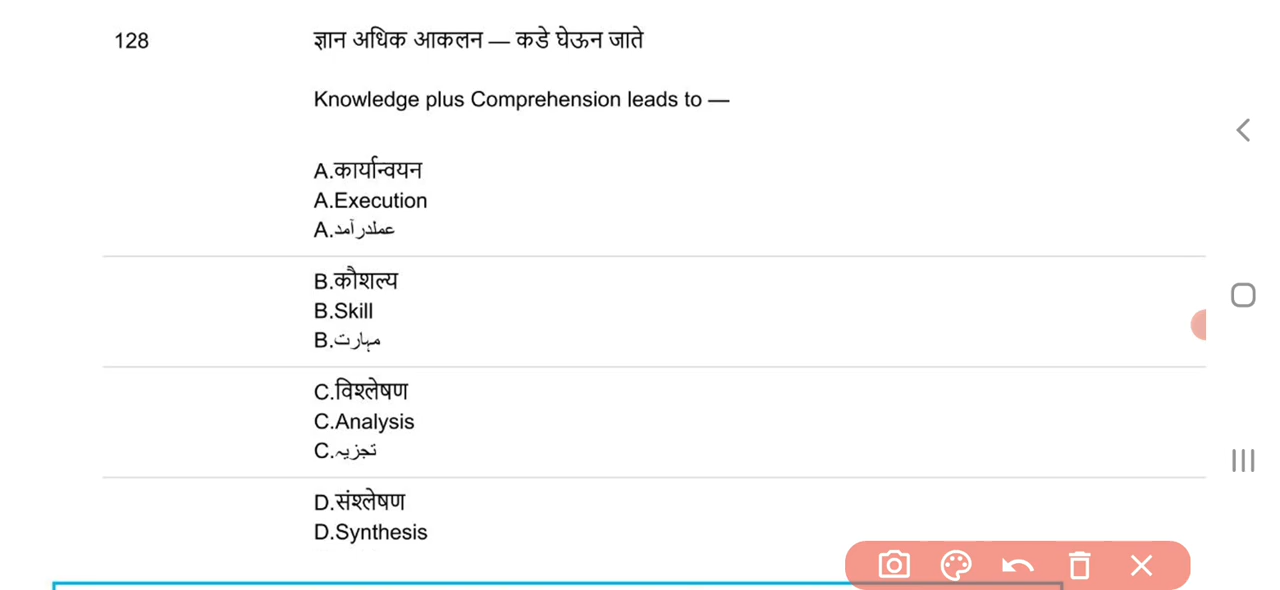 128
ज्ञान अधिक आकलन — कडे घेऊन जाते
Knowledge plus Comprehension leads to —
A.कार्यान्वयन
A.Execution
A.عملدرآمد
B.कौशल्य
B.Skill
B.مہارت
C.विश्लेषण
C.Analysis
C.تجزیہ
D.संश्लेषण
D.Synthesis